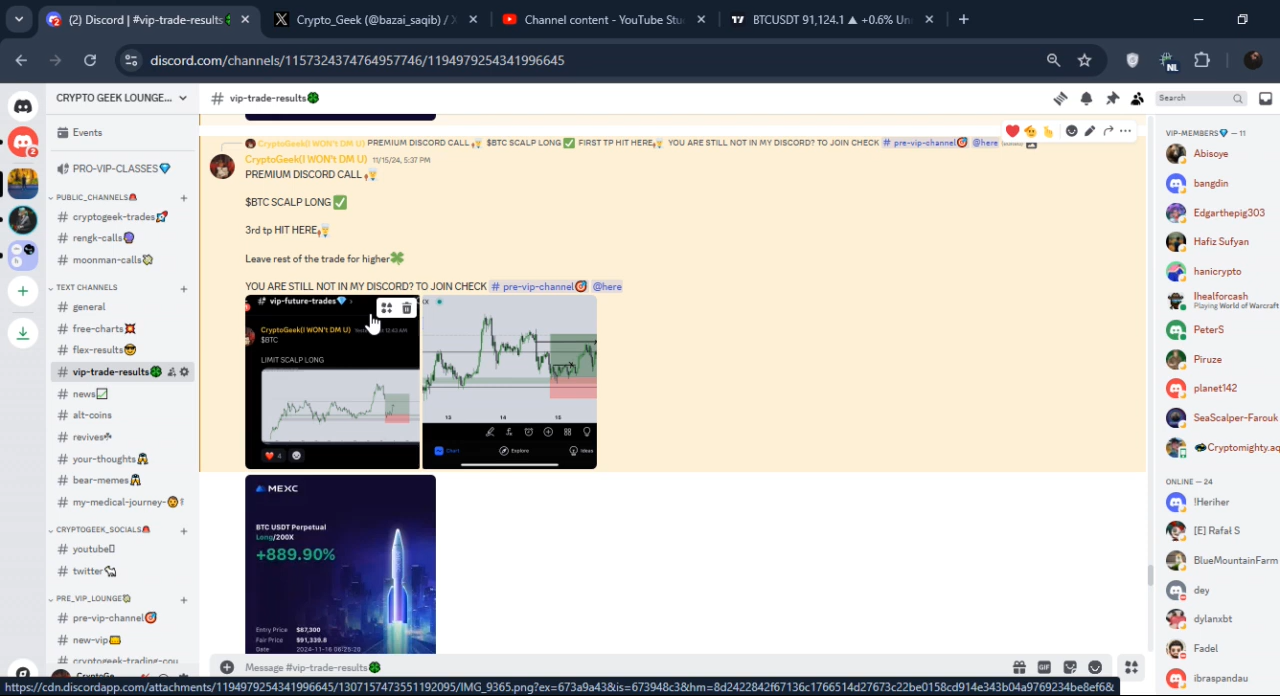 (2) Discord | #vip-trade-results
Crypto_Geek (@bazai_saqib) / X
Channel content - YouTube Stu
BTCUSDT 91,124.1 ▲ +0.6% Un
discord.com/channels/1157324374764957746/1194979254341996645
NL
CRYPTO GEEK LOUNGE...
# vip-trade-results🍀
Search
Events
PRO-VIP-CLASSES💎
PUBLIC_CHANNELS
# cryptogeek-trades
# rengk-calls
# moonman-calls
TEXT CHANNELS
# general
# free-charts💥
# flex-results😎
# vip-trade-results🍀
# news
# alt-coins
# revives
# your-thoughts
# bear-memes
# my-medical-journey-
CRYPTOGEEK_SOCIALS
# youtube
# twitter
PRE_VIP_LOUNGE
# pre-vip-channel🎯
# new-vip
# cryptogeek-trading-cou
CryptoGe
CryptoGeek(I WON'T DM U) PREMIUM DISCORD CALL $BTC SCALP LONG ✅ FIRST TP HIT HERE YOU ARE STILL NOT IN MY DISCORD? TO JOIN CHECK # pre-vip-channel🎯 @here
CryptoGeek(I WON'T DM U) 11/15/24, 5:37 PM
PREMIUM DISCORD CALL
$BTC SCALP LONG ✅
3rd tp HIT HERE
Leave rest of the trade for higher🍀
YOU ARE STILL NOT IN MY DISCORD? TO JOIN CHECK # pre-vip-channel🎯 @here
# vip-future-trades💎 ›
CryptoGeek(I WON'T DM U)
$BTC
LIMIT SCALP LONG
❤️ 4
13 14 15
Chart Explore Ideas
MEXC
BTC USDT Perpetual
Long/200X
+889.90%
Entry Price $87,300
Fair Price $91,339.8
Date 2024-11-16 06:25:20
Message #vip-trade-results🍀
GIF
VIP-MEMBERS💎 — 11
Abisoye
bangdin
Edgarthepig303
Hafiz Sufyan
hanicrypto
Ihealforcash
Playing World of Warcraft
PeterS
Piruze
planet142
SeaScalper-Farouk
Cryptomighty.aq
ONLINE — 24
!Heriher
[E] Rafał S
BlueMountainFarm
dey
dylanxbt
Fadel
ibraspandau
https://cdn.discordapp.com/attachments/1194979254341996645/1307157473551192095/IMG_9365.png?ex=673a9a43&is=673948c3&hm=8d2422842f67136c1766514d27673c22be0158cd914e343b04a9769234be8ef6&